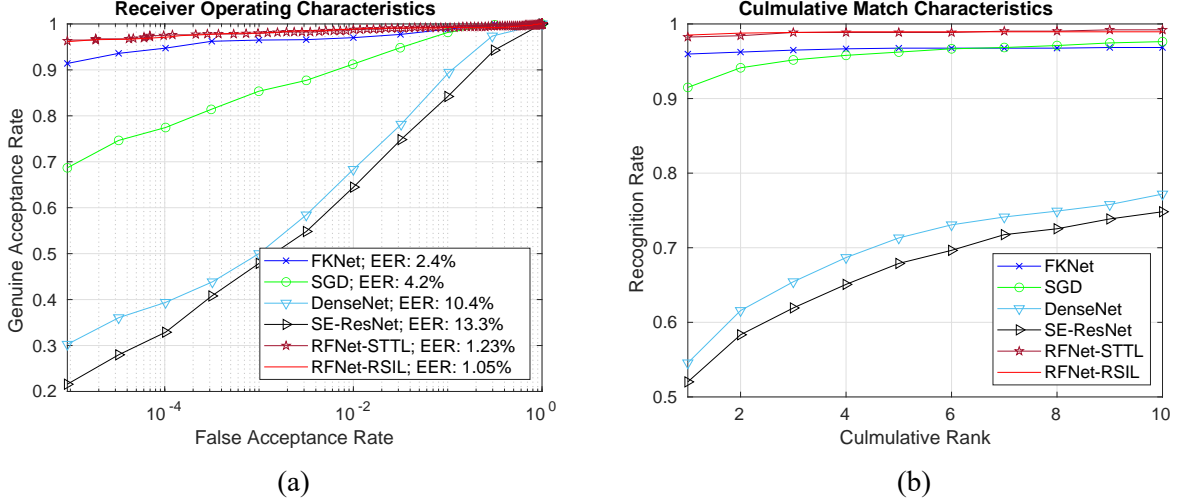 Receiver Operating Characteristics
1
0.9
0.8
0.7
0.6
0.5
0.4
0.3
0.2
Genuine Acceptance Rate
FKNet; EER: 2.4%
SGD; EER: 4.2%
DenseNet; EER: 10.4%
SE-ResNet; EER: 13.3%
RFNet-STTL; EER: 1.23%
RFNet-RSIL; EER: 1.05%
10^-4
10^-2
10^0
False Acceptance Rate
(a)
Culmulative Match Characteristics
1
0.9
0.8
0.7
0.6
0.5
Recognition Rate
FKNet
SGD
DenseNet
SE-ResNet
RFNet-STTL
RFNet-RSIL
2
4
6
8
10
Culmulative Rank
(b)